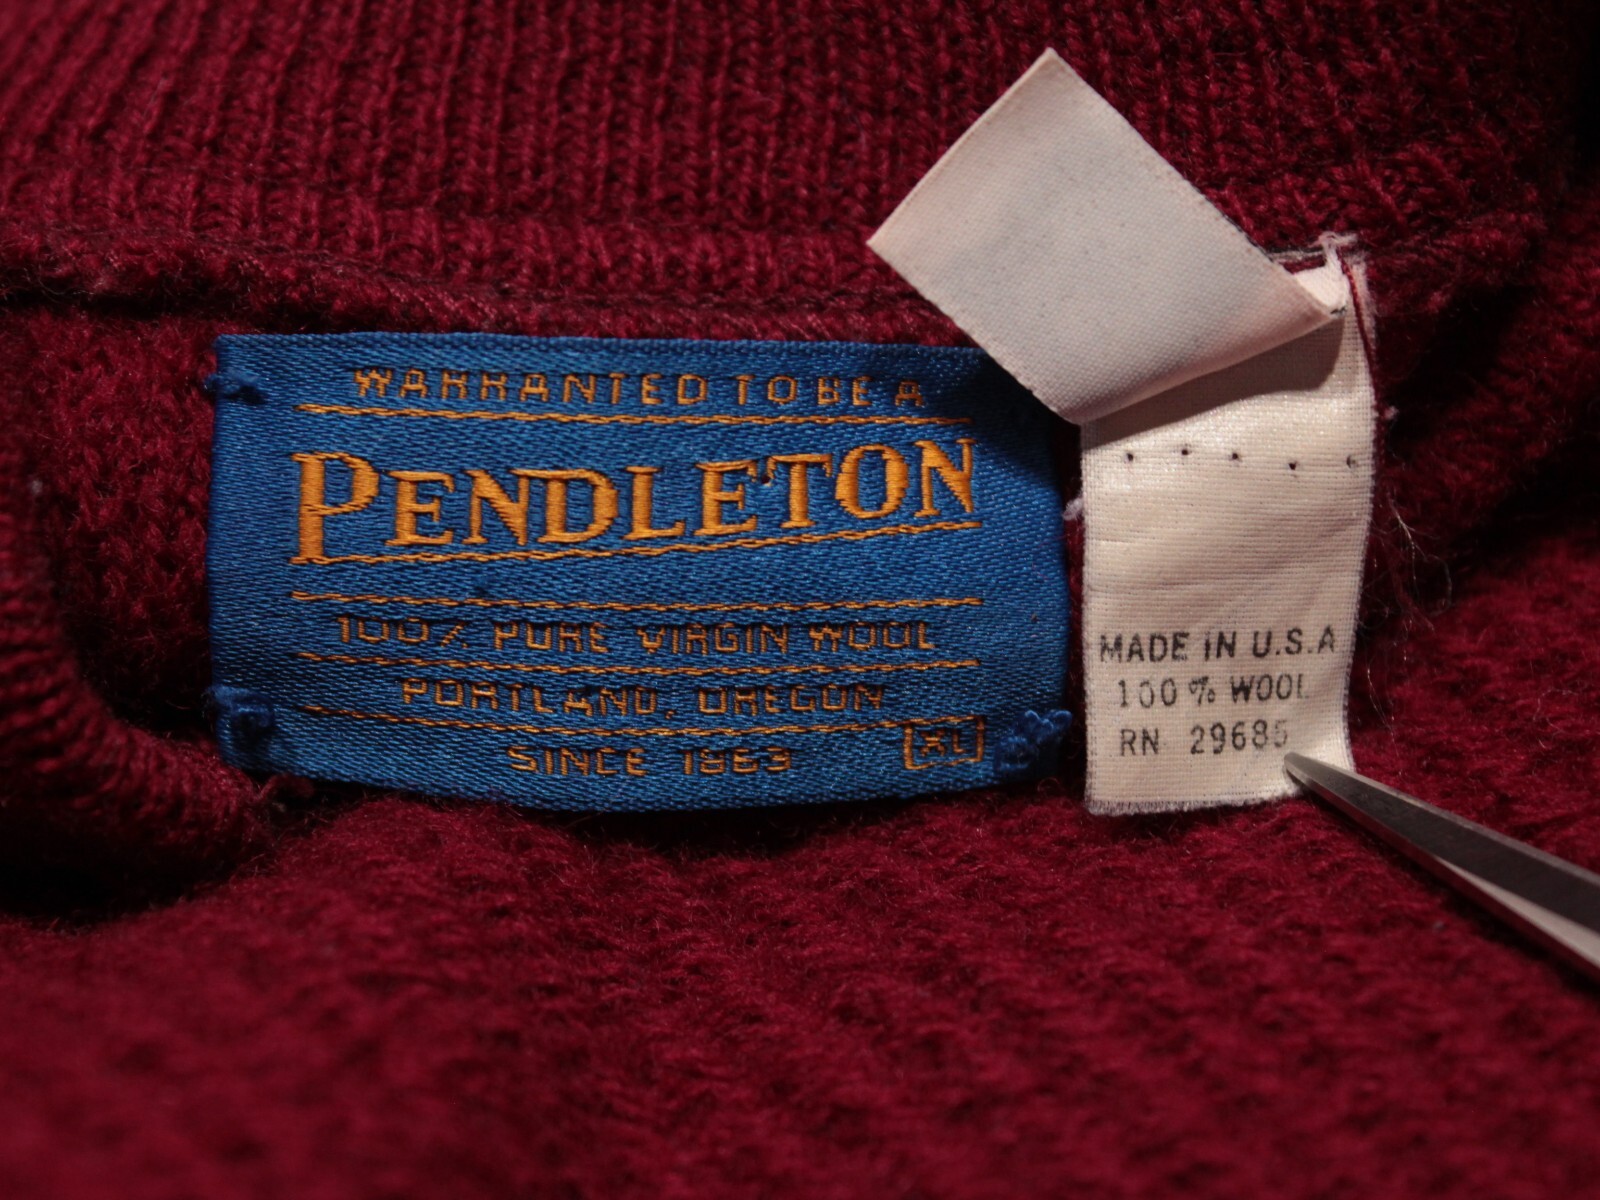 WARRANTED TO BE A
PENDLETON
100% PURE VIRGIN WOOL
PORTLAND, OREGON
SINCE 1863
XL
MADE IN U.S.A
100% WOOL
RN 29685